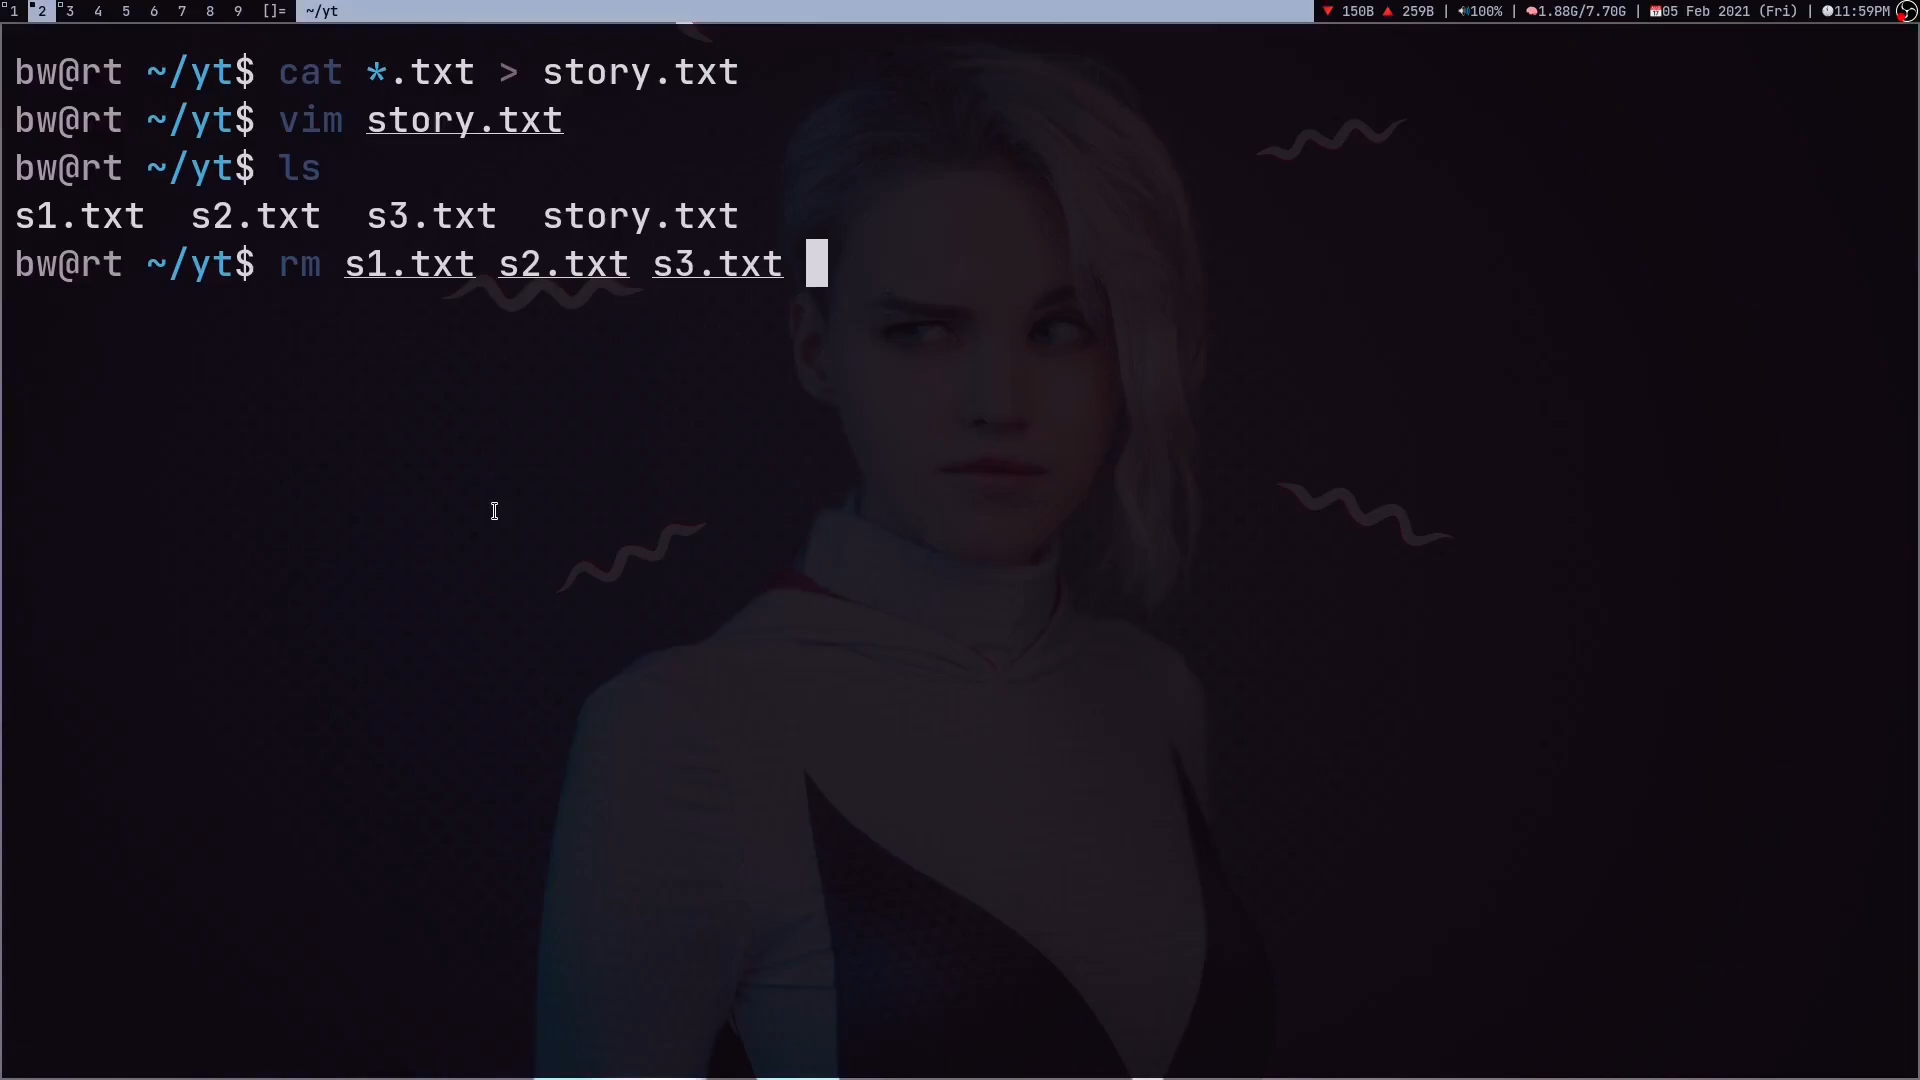 1 2 3 4 5 6 7 8 9 []= ~/yt 150B 259B | 100% | 1.88G/7.70G | 05 Feb 2021 (Fri) | 11:59PM
bw@rt ~/yt$ cat *.txt > story.txt
bw@rt ~/yt$ vim story.txt
bw@rt ~/yt$ ls
s1.txt s2.txt s3.txt story.txt
bw@rt ~/yt$ rm s1.txt s2.txt s3.txt